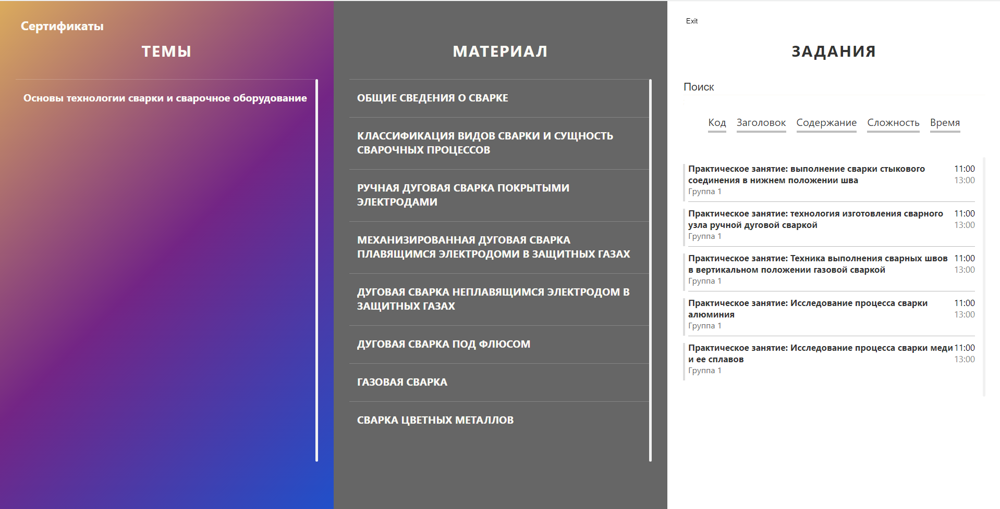 Сертификаты
ТЕМЫ
Основы технологии сварки и сварочное оборудование
МАТЕРИАЛ
ОБЩИЕ СВЕДЕНИЯ О СВАРКЕ
КЛАССИФИКАЦИЯ ВИДОВ СВАРКИ И СУЩНОСТЬ
СВАРОЧНЫХ ПРОЦЕССОВ
РУЧНАЯ ДУГОВАЯ СВАРКА ПОКРЫТЫМИ
ЭЛЕКТРОДАМИ
МЕХАНИЗИРОВАННАЯ ДУГОВАЯ СВАРКА
ПЛАВЯЩИМСЯ ЭЛЕКТРОДОМИ В ЗАЩИТНЫХ ГАЗАХ
ДУГОВАЯ СВАРКА НЕПЛАВЯЩИМСЯ ЭЛЕКТРОДОМ В
ЗАЩИТНЫХ ГАЗАХ
ДУГОВАЯ СВАРКА ПОД ФЛЮСОМ
ГАЗОВАЯ СВАРКА
СВАРКА ЦВЕТНЫХ МЕТАЛЛОВ
Exit
ЗАДАНИЯ
Поиск
Код Заголовок Содержание Сложность Время
Практическое занятие: выполнение сварки стыкового 11:00
соединения в нижнем положении шва 13:00
Группа 1
Практическое занятие: технология изготовления сварного 11:00
узла ручной дуговой сваркой 13:00
Группа 1
Практическое занятие: Техника выполнения сварных швов 11:00
в вертикальном положении газовой сваркой 13:00
Группа 1
Практическое занятие: Исследование процесса сварки 11:00
алюминия 13:00
Группа 1
Практическое занятие: Исследование процесса сварки меди 11:00
и ее сплавов 13:00
Группа 1